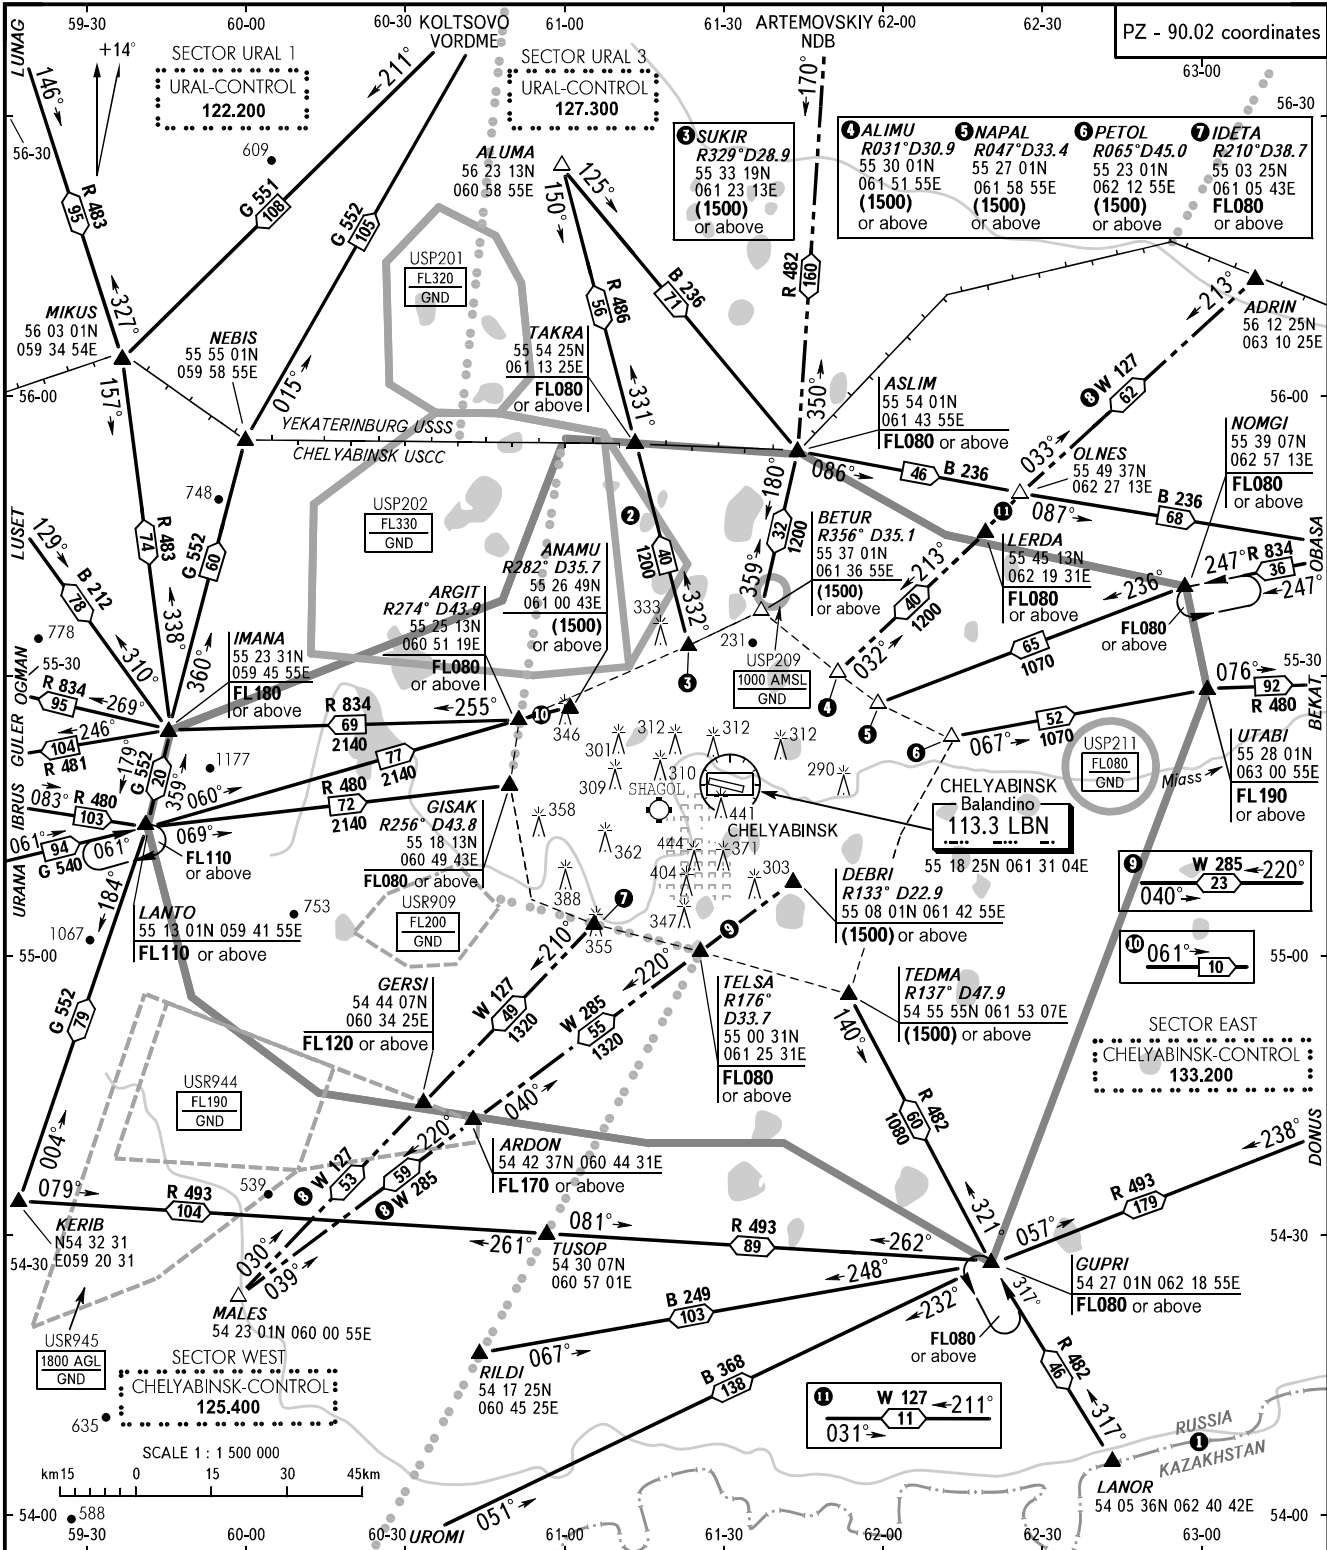 59-30
60-00
60-30
KOLTSOVO
VORDME
61-00
61-30
ARTEMOVSKIY
NDB
62-00
62-30
PZ - 90.02 coordinates
63-00
LUNAG
+14°
SECTOR URAL 1
URAL-CONTROL
122.200
SECTOR URAL 3
URAL-CONTROL
127.300
146°
211°
170°
56-30
56-30
609
R 483
95
G 551
108
G 552
105
ALUMA
56 23 13N
060 58 55E
150°
125°
3 SUKIR
R329°D28.9
55 33 19N
061 23 13E
(1500)
or above
4 ALIMU
R031°D30.9
55 30 01N
061 51 55E
(1500)
or above
5 NAPAL
R047°D33.4
55 27 01N
061 58 55E
(1500)
or above
6 PETOL
R065°D45.0
55 23 01N
062 12 55E
(1500)
or above
7 IDETA
R210°D38.7
55 03 25N
061 05 43E
FL080
or above
USP201
FL320
GND
R 486
56
B 236
71
R 482
160
213°
ADRIN
56 12 25N
063 10 25E
MIKUS
56 03 01N
059 34 54E
327°
NEBIS
55 55 01N
059 58 55E
TAKRA
55 54 25N
061 13 25E
FL080
or above
8 W 127
62
56-00
56-00
157°
015°
331°
350°
ASLIM
55 54 01N
061 43 55E
FL080 or above
NOMGI
55 39 07N
062 57 13E
FL080
or above
YEKATERINBURG USSS
CHELYABINSK USCC
086°
46
B 236
033°
OLNES
55 49 37N
062 27 13E
180°
748
USP202
FL330
GND
2
11
087°
B 236
68
LUSET
129°
B 212
78
R 483
74
G 552
60
ANAMU
R282° D35.7
55 26 49N
061 00 43E
(1500)
or above
40
1200
32
1200
BETUR
R356° D35.1
55 37 01N
061 36 55E
(1500)
or above
LERDA
55 45 13N
062 19 31E
FL080
or above
213°
OBASA
247°
R 834
36
247°
236°
ARGIT
R274° D43.9
55 25 13N
060 51 19E
FL080
or above
359°
40
1200
333
332°
231
FL080
or above
778
338°
310°
360°
IMANA
55 23 31N
059 45 55E
FL180
or above
USP209
1000 AMSL
GND
032°
65
1070
55-30
55-30
OGMAN
R 834
95
269°
3
4
5
6
076°
92
R 480
BEKAT
GULER
104
R 481
246°
R 834
69
2140
255°
10
346
301
312
312
312
067°
52
1070
USP211
FL080
GND
UTABI
55 28 01N
063 00 55E
FL190
or above
179°
G 552
20
359°
1177
77
2140
060°
309
310
290
SHAGOL
Miass
IBRUS
083°
R 480
103
R 480
72
2140
GISAK
R256° D43.8
55 18 13N
060 49 43E
FL080 or above
358
441
CHELYABINSK
CHELYABINSK
Balandino
113.3 LBN
55 18 25N 061 31 04E
URANA
061°
94
G 540
061°
069°
FL110
or above
362
444
371
404
303
DEBRI
R133° D22.9
55 08 01N 061 42 55E
(1500) or above
9
W 285
220°
23
040°
184°
LANTO
55 13 01N 059 41 55E
FL110 or above
753
1067
USR909
FL200
GND
388
7
355
347
9
10
061°
10
55-00
55-00
GERSI
54 44 07N
060 34 25E
FL120 or above
210°
220°
TELSA
R176°
D33.7
55 00 31N
061 25 31E
FL080
or above
TEDMA
R137° D47.9
54 55 55N 061 53 07E
(1500) or above
G 552
79
W 127
49
1320
W 285
55
1320
140°
SECTOR EAST
CHELYABINSK-CONTROL
133.200
USR944
FL190
GND
004°
040°
220°
R 482
60
1080
ARDON
54 42 37N 060 44 31E
FL170 or above
238°
DONUS
079°
R 493
104
539
8 W 127
53
59
8 W 285
R 493
179
KERIB
N54 32 31
E059 20 31
54-30
54-30
030°
039°
081°
261°
TUSOP
54 30 07N
060 57 01E
R 493
89
262°
321°
057°
GUPRI
54 27 01N 062 18 55E
FL080 or above
248°
232°
317°
MALES
54 23 01N 060 00 55E
B 249
103
FL080
or above
USR945
1800 AGL
GND
SECTOR WEST
CHELYABINSK-CONTROL
125.400
067°
RILDI
54 17 25N
060 45 25E
B 368
138
R 482
46
635
11
W 127
211°
11
031°
317°
RUSSIA
1
KAZAKHSTAN
SCALE 1 : 1 500 000
km15 0 15 30 45km
LANOR
54 05 36N 062 40 42E
54-00
588
54-00
051°
59-30
60-00
60-30
UROMI
61-00
61-30
62-00
62-30
63-00